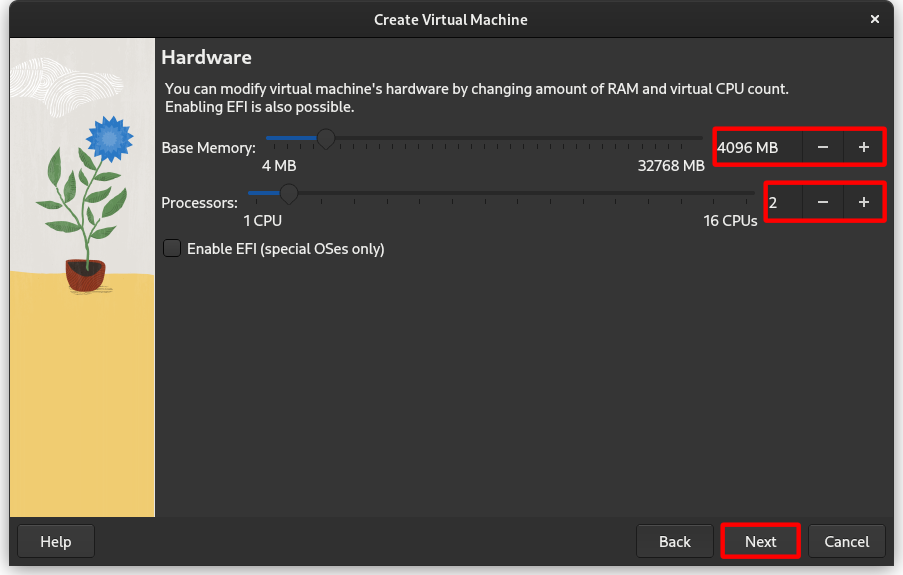 Create Virtual Machine
Hardware
You can modify virtual machine's hardware by changing amount of RAM and virtual CPU count.
Enabling EFI is also possible.
Base Memory:
4096 MB
4 MB
32768 MB
Processors:
2
1 CPU
16 CPUs
Enable EFI (special OSes only)
Help
Back
Next
Cancel